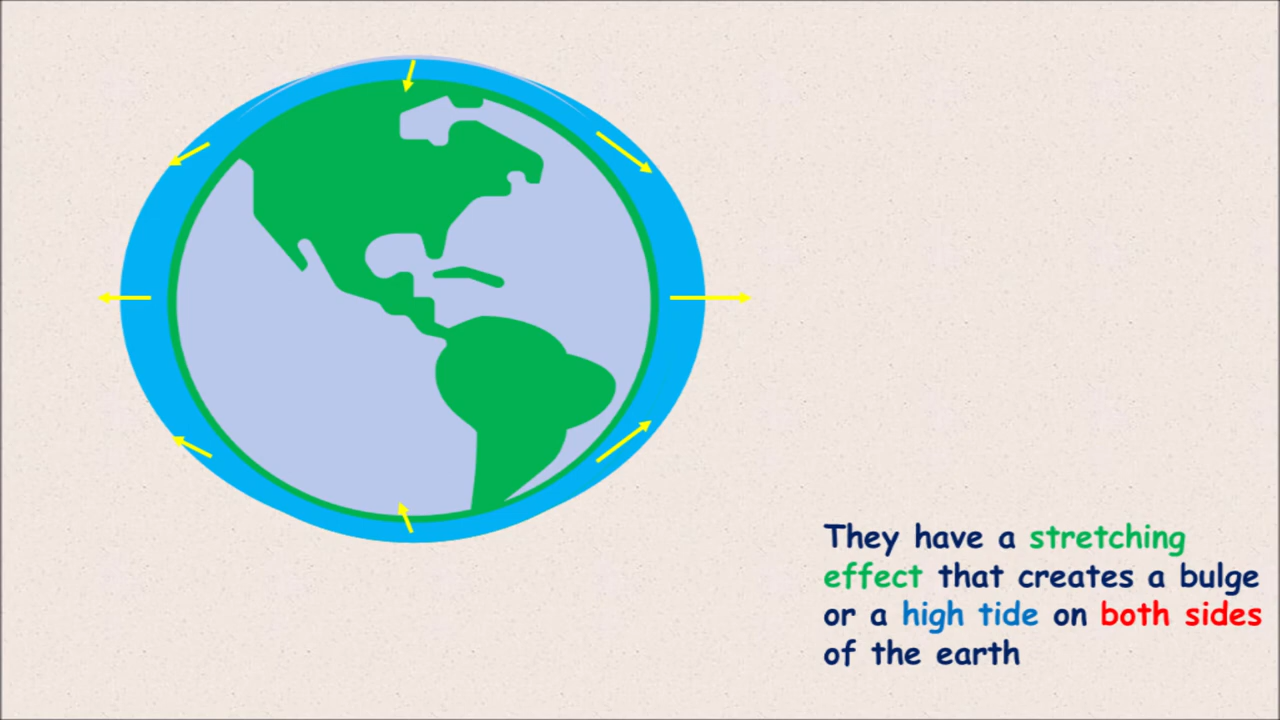 They have a stretching
effect that creates a bulge
or a high tide on both sides
of the earth